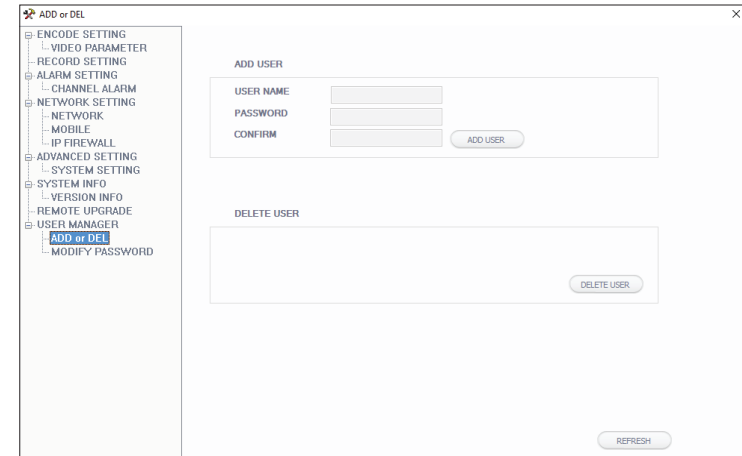 ADD or DEL
ENCODE SETTING
VIDEO PARAMETER
RECORD SETTING
ALARM SETTING
CHANNEL ALARM
NETWORK SETTING
NETWORK
MOBILE
IP FIREWALL
ADVANCED SETTING
SYSTEM SETTING
SYSTEM INFO
VERSION INFO
REMOTE UPGRADE
USER MANAGER
ADD or DEL
MODIFY PASSWORD
ADD USER
USER NAME
PASSWORD
CONFIRM
ADD USER
DELETE USER
DELETE USER
REFRESH